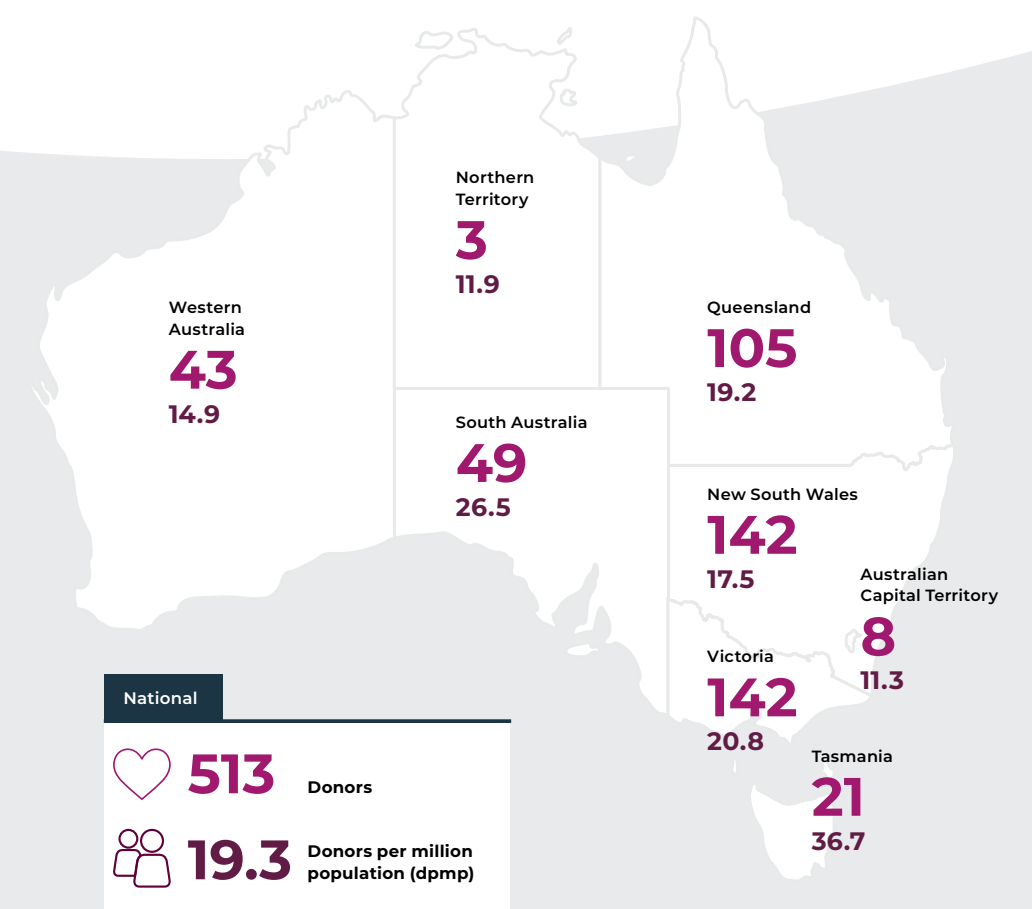 Northern
Territory
3
11.9
Western
Australia
43
14.9
Queensland
105
19.2
South Australia
49
26.5
New South Wales
142
17.5
Australian
Capital Territory
8
11.3
Victoria
142
20.8
Tasmania
21
36.7
National
513 Donors
19.3 Donors per million
population (dpmp)